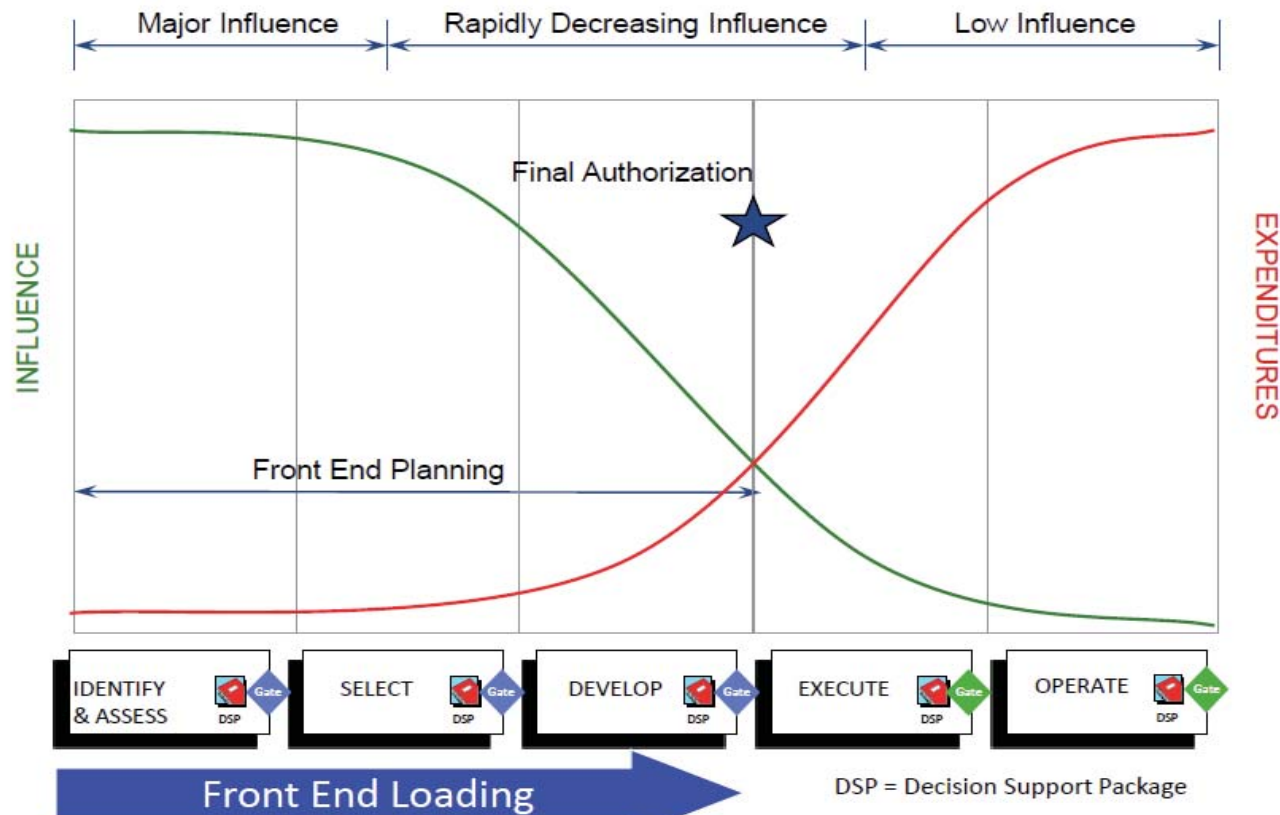 Major Influence
Rapidly Decreasing Influence
Low Influence
Final Authorization
INFLUENCE
EXPENDITURES
Front End Planning
IDENTIFY
& ASSESS
DSP
Gate
SELECT
DSP
Gate
DEVELOP
DSP
Gate
EXECUTE
DSP
Gate
OPERATE
DSP
Gate
Front End Loading
DSP = Decision Support Package